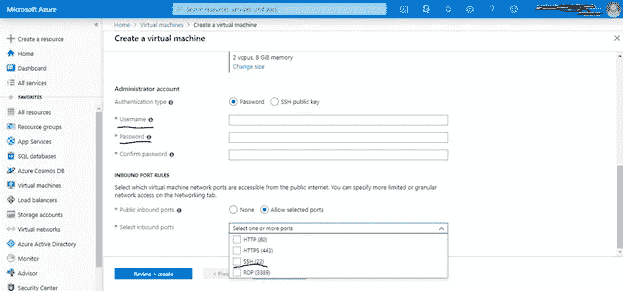 Microsoft Azure
Search resources, services, and docs
Create a resource
Home
Dashboard
All services
FAVORITES
All resources
Resource groups
App Services
SQL databases
Azure Cosmos DB
Virtual machines
Load balancers
Storage accounts
Virtual networks
Azure Active Directory
Monitor
Advisor
Security Center
Home > Virtual machines > Create a virtual machine
Create a virtual machine
2 vcpus, 8 GB memory
Change size
Administrator account
Authentication type
Password
SSH public key
* Username
* Password
* Confirm password
INBOUND PORT RULES
Select which virtual machine network ports are accessible from the public internet. You can specify more limited or granular
network access on the Networking tab.
* Public inbound ports
None
Allow selected ports
* Select inbound ports
Select one or more ports
HTTP (80)
HTTPS (443)
SSH (22)
RDP (3389)
Review + create